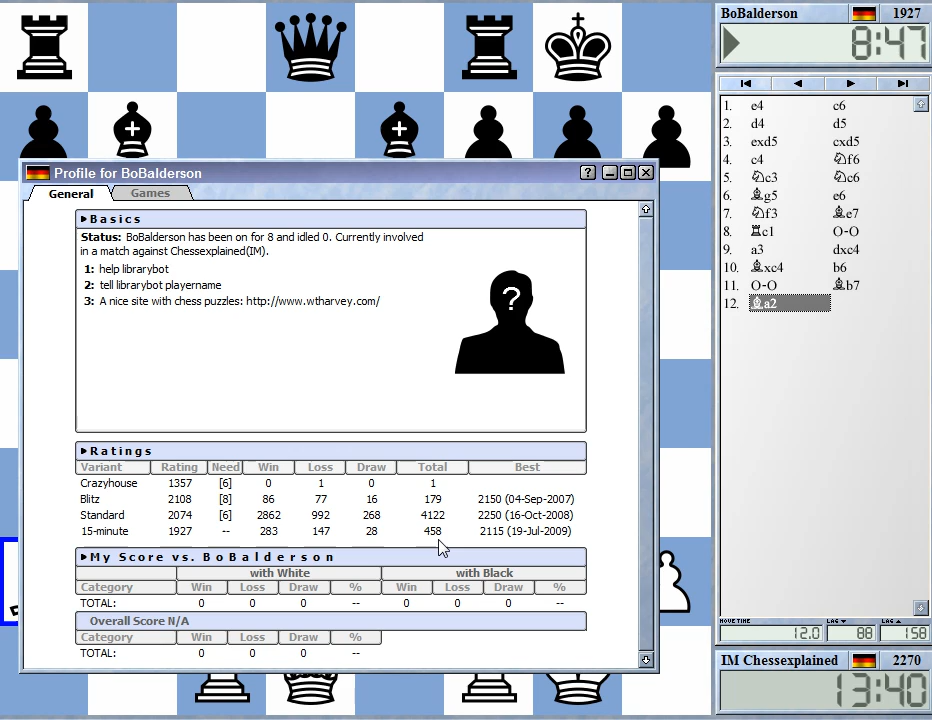 BoBalderson 1927
8:47
Profile for BoBalderson
General Games
Basics
Status: BoBalderson has been on for 8 and idled 0. Currently involved
in a match against Chessexplained(IM).
1: help librarybot
2: tell librarybot playername
3: A nice site with chess puzzles: http://www.wtharvey.com/
?
Ratings
Variant Rating Need Win Loss Draw Total Best
Crazyhouse 1357 [6] 0 1 0 1
Blitz 2108 [8] 86 77 16 179 2150 (04-Sep-2007)
Standard 2074 [6] 2862 992 268 4122 2250 (16-Oct-2008)
15-minute 1927 -- 283 147 28 458 2115 (19-Jul-2009)
My Score vs. BoBalderson
with White with Black
Category Win Loss Draw % Win Loss Draw %
TOTAL: 0 0 0 -- 0 0 0 --
Overall Score N/A
Category Win Loss Draw %
TOTAL: 0 0 0 --
1. e4 c6
2. d4 d5
3. exd5 cxd5
4. c4 ♘f6
5. ♘c3 ♘c6
6. ♗g5 e6
7. ♘f3 ♗e7
8. ♖c1 O-O
9. a3 dxc4
10. ♗xc4 b6
11. O-O ♗b7
12. ♗a2
MOVE TIME LAG LAG
12.0 88 158
IM Chessexplained 2270
13:40